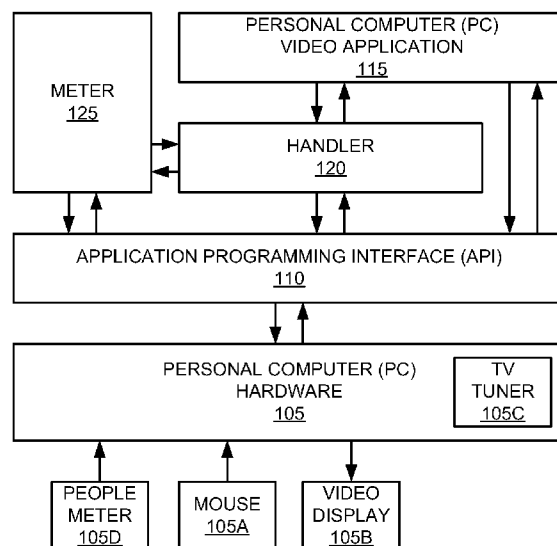 PERSONAL COMPUTER (PC)
VIDEO APPLICATION
115
METER
125
HANDLER
120
APPLICATION PROGRAMMING INTERFACE (API)
110
PERSONAL COMPUTER (PC)
HARDWARE
105
TV
TUNER
105C
PEOPLE
METER
105D
MOUSE
105A
VIDEO
DISPLAY
105B